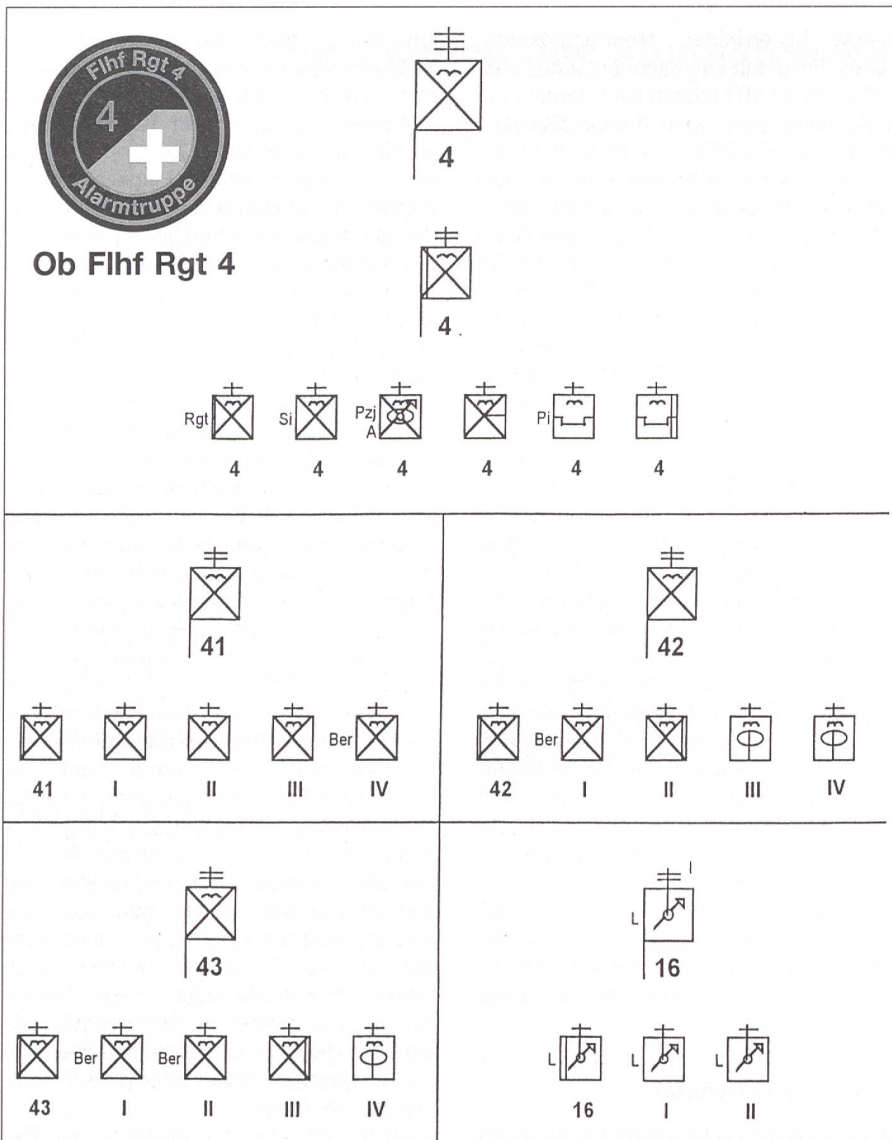 Flhf Rgt 4
4
Alarmtruppe
Ob Flhf Rgt 4
4
4
Rgt Si Pzj A Pi
4 4 4 4 4 4
41
Ber
41 I II III IV
42
Ber
42 I II III IV
43
Ber Ber
43 I II III IV
L
16
L L L
16 I II